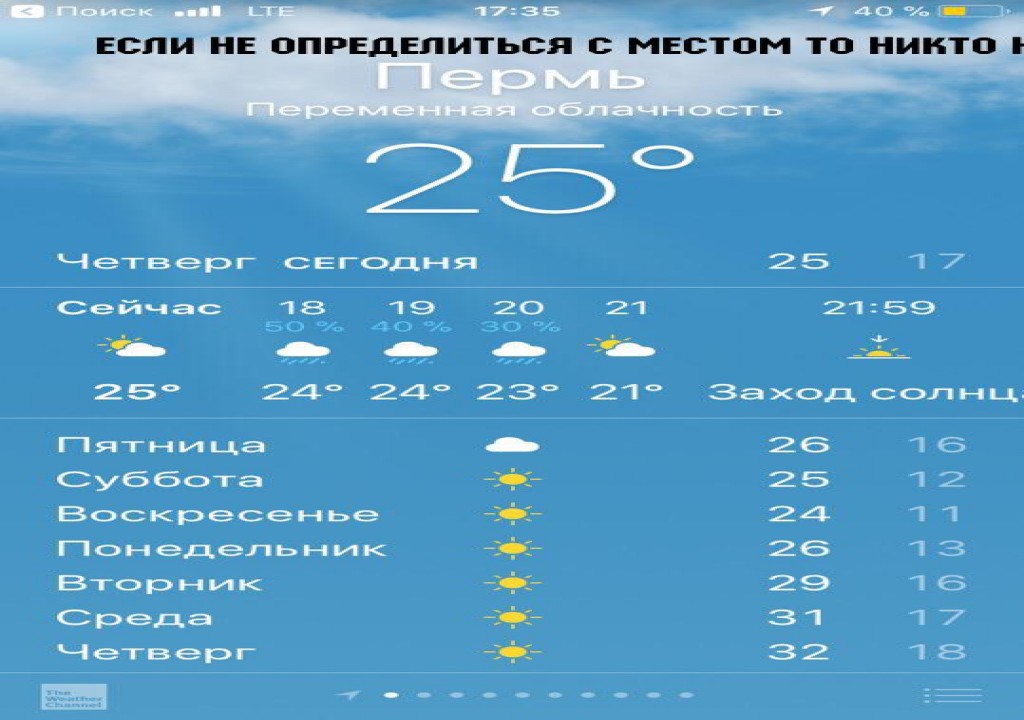 Поиск LTE 17:35 40 %
ЕСЛИ НЕ ОПРЕДЕЛИТЬСЯ С МЕСТОМ ТО НИКТО
Пермь
Переменная облачность
25°
Четверг СЕГОДНЯ 25 17
Сейчас 18 19 20 21 21:59
50 % 40 % 30 %
25° 24° 24° 23° 21° Заход солнца
Пятница 26 16
Суббота 25 12
Воскресенье 24 11
Понедельник 26 13
Вторник 29 16
Среда 31 17
Четверг 32 18
The
Weather
Channel